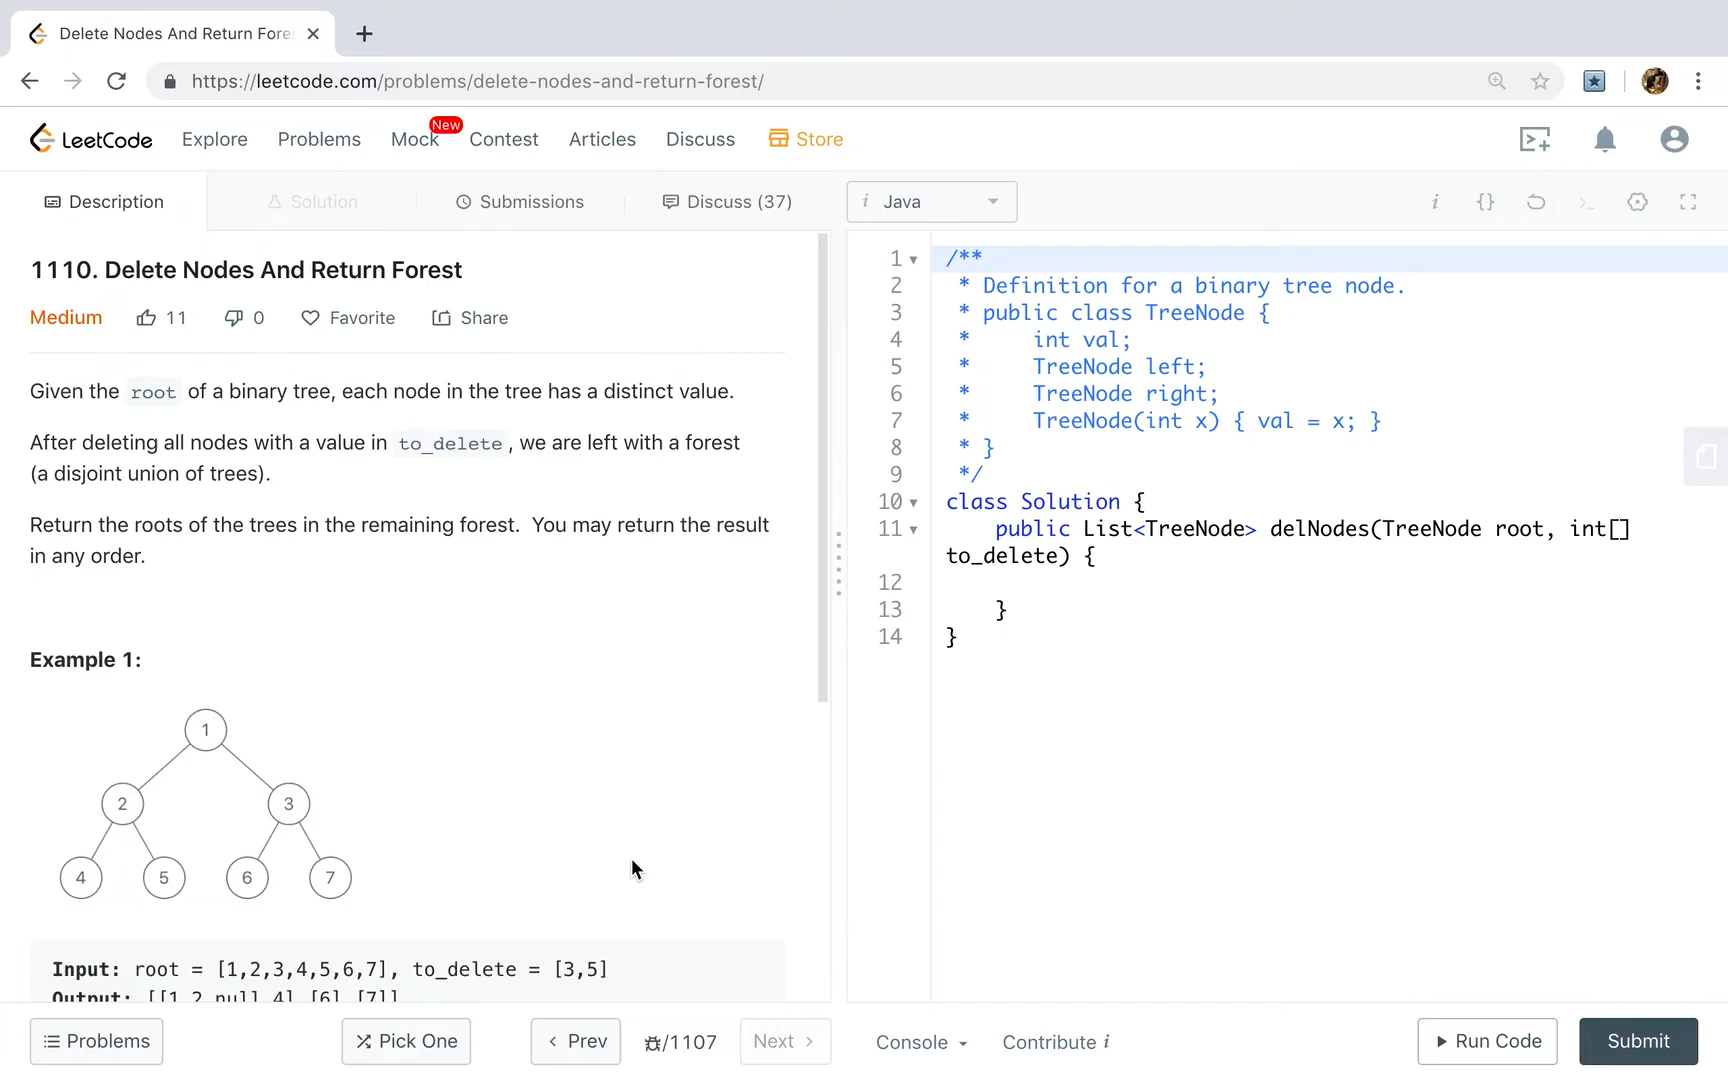 Delete Nodes And Return Fore
https://leetcode.com/problems/delete-nodes-and-return-forest/
LeetCode
Explore
Problems
Mock
New
Contest
Articles
Discuss
Store
Description
Solution
Submissions
Discuss (37)
i Java
i
{}
>_
1110. Delete Nodes And Return Forest
Medium
11
0
Favorite
Share
Given the root of a binary tree, each node in the tree has a distinct value.
After deleting all nodes with a value in to_delete, we are left with a forest
(a disjoint union of trees).
Return the roots of the trees in the remaining forest. You may return the result
in any order.
Example 1:
1
2
3
4
5
6
7
Input: root = [1,2,3,4,5,6,7], to_delete = [3,5]
Output: [[1,2,null,4],[6],[7]]
1 /**
2 * Definition for a binary tree node.
3 * public class TreeNode {
4 *     int val;
5 *     TreeNode left;
6 *     TreeNode right;
7 *     TreeNode(int x) { val = x; }
8 * }
9 */
10 class Solution {
11     public List<TreeNode> delNodes(TreeNode root, int[]
to_delete) {
12
13     }
14 }
Problems
Pick One
Prev
/1107
Next
Console
Contribute i
Run Code
Submit